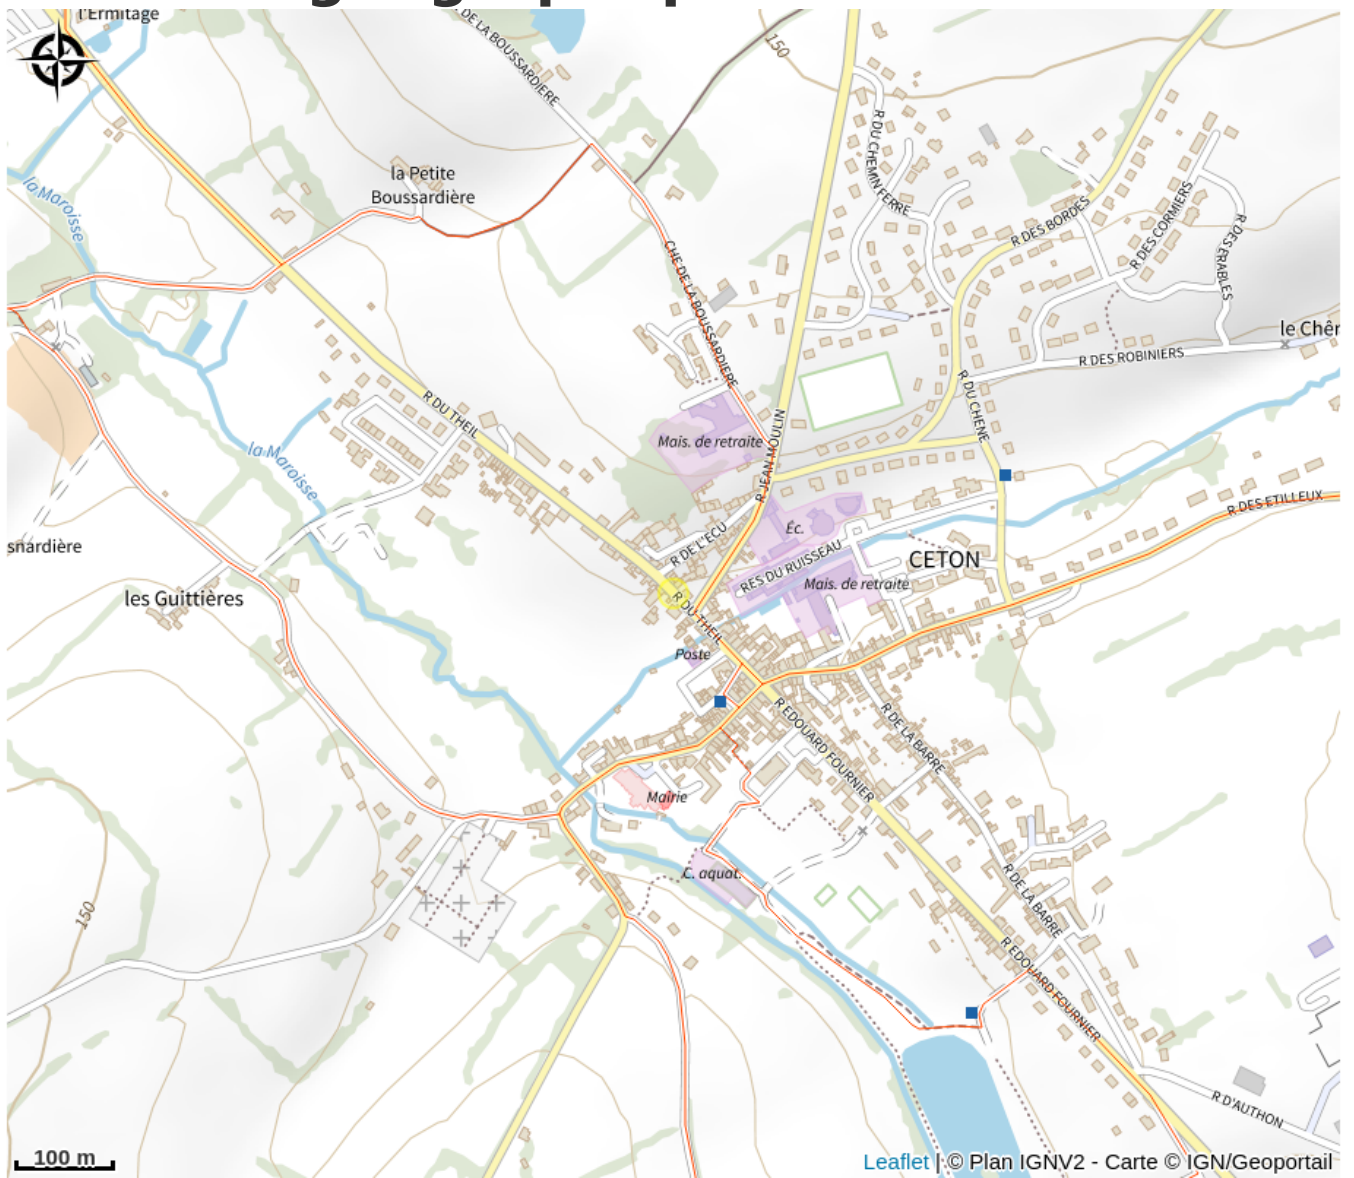 l'Ermitage
DE LA BOUSSARDIERE
150
la Maroisse
la Petite
Boussardière
R DU CHEMIN FERRE
R DES BORDES
R DES CORMIERS
R DES ERABLES
CHE DE LA BOUSSARDIERE
le Chên
R DES ROBINIERS
R DU THEIL
R DU CHENE
Mais. de retraite
R JEAN MOULIN
la Maroisse
R DES ETILLEUX
Éc.
R DE L'ECU
snardière
RES DU RUISSEAU
CETON
Mais. de retraite
les Guittières
R DU THEIL
Poste
R EDOUARD FOURNIER
R DE LA BARRE
Mairie
C. aquat.
R DE LA BARRE
150
R EDOUARD FOURNIER
R D'AUTHON
100 m
Leaflet | © Plan IGNV2 - Carte © IGN/Geoportail